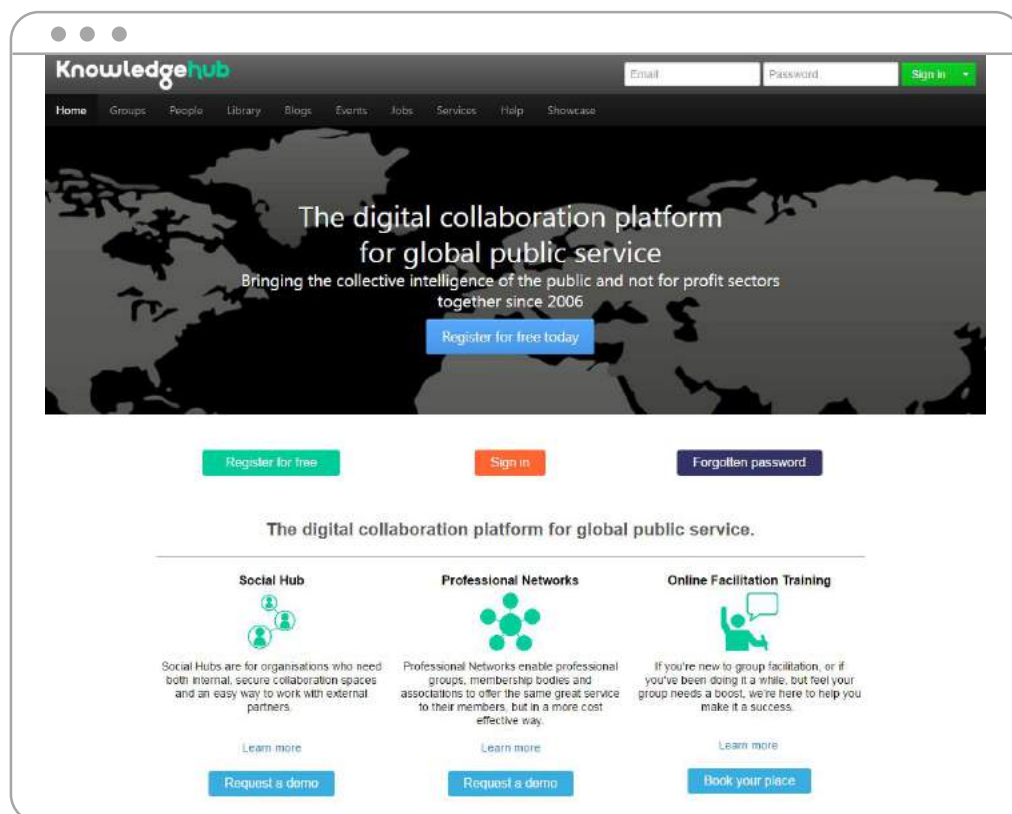 Knowledgehub
Email
Password
Sign in
Home Groups People Library Blogs Events Jobs Services Help Showcase
The digital collaboration platform
for global public service
Bringing the collective intelligence of the public and not for profit sectors
together since 2006
Register for free today
Register for free
Sign in
Forgotten password
The digital collaboration platform for global public service.
Social Hub
Social Hubs are for organisations who need
both internal, secure collaboration spaces
and an easy way to work with external
partners.
Learn more
Request a demo
Professional Networks
Professional Networks enable professional
groups, membership bodies and
associations to offer the same great service
to their members, but in a more cost
effective way.
Learn more
Request a demo
Online Facilitation Training
If you're new to group facilitation, or if
you've been doing it a while, but feel your
group needs a boost, we're here to help you
make it a success.
Learn more
Book your place